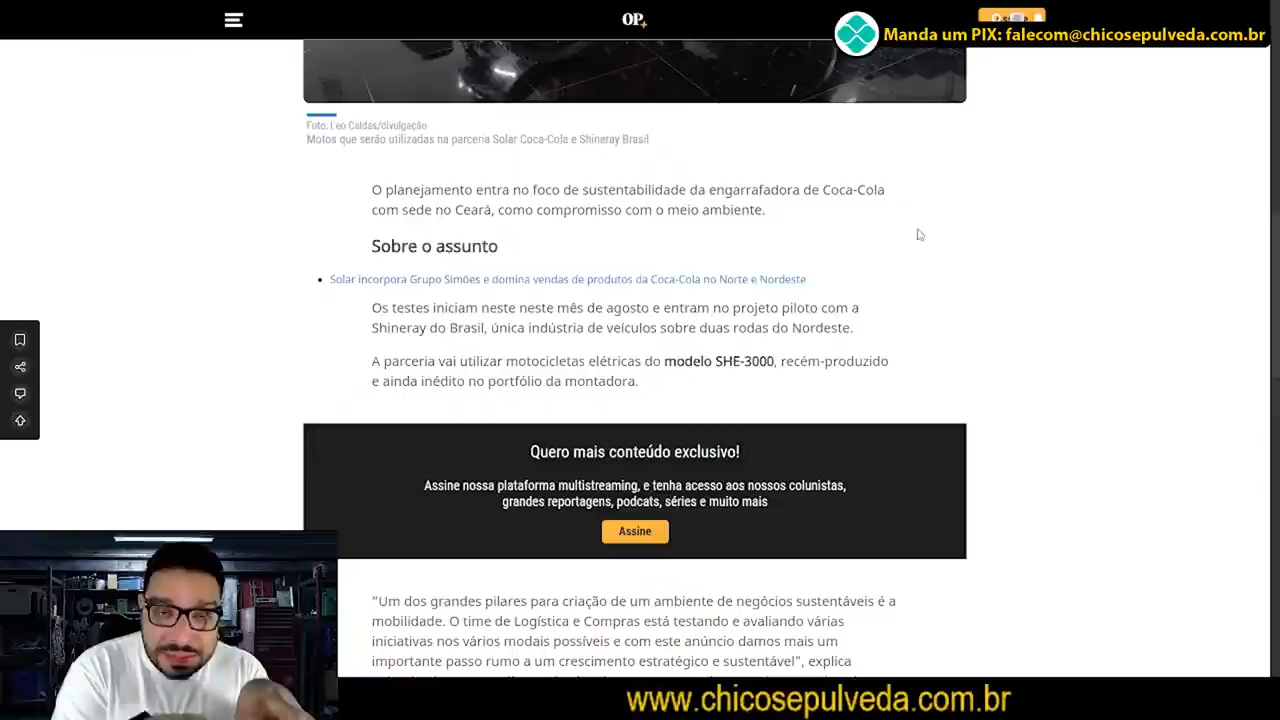 OP+
Manda um PIX: falecom@chicosepulveda.com.br
Foto: Leo Caldas/divulgação
Motos que serão utilizadas na parceria Solar Coca-Cola e Shineray Brasil
O planejamento entra no foco de sustentabilidade da engarrafadora de Coca-Cola
com sede no Ceará, como compromisso com o meio ambiente.
Sobre o assunto
Solar incorpora Grupo Simões e domina vendas de produtos da Coca-Cola no Norte e Nordeste
Os testes iniciam neste neste mês de agosto e entram no projeto piloto com a
Shineray do Brasil, única indústria de veículos sobre duas rodas do Nordeste.
A parceria vai utilizar motocicletas elétricas do modelo SHE-3000, recém-produzido
e ainda inédito no portfólio da montadora.
Quero mais conteúdo exclusivo!
Assine nossa plataforma multistreaming, e tenha acesso aos nossos colunistas,
grandes reportagens, podcats, séries e muito mais
Assine
"Um dos grandes pilares para criação de um ambiente de negócios sustentáveis é a
mobilidade. O time de Logística e Compras está testando e avaliando várias
iniciativas nos vários modais possíveis e com este anúncio damos mais um
importante passo rumo a um crescimento estratégico e sustentável", explica
www.chicosepulveda.com.br